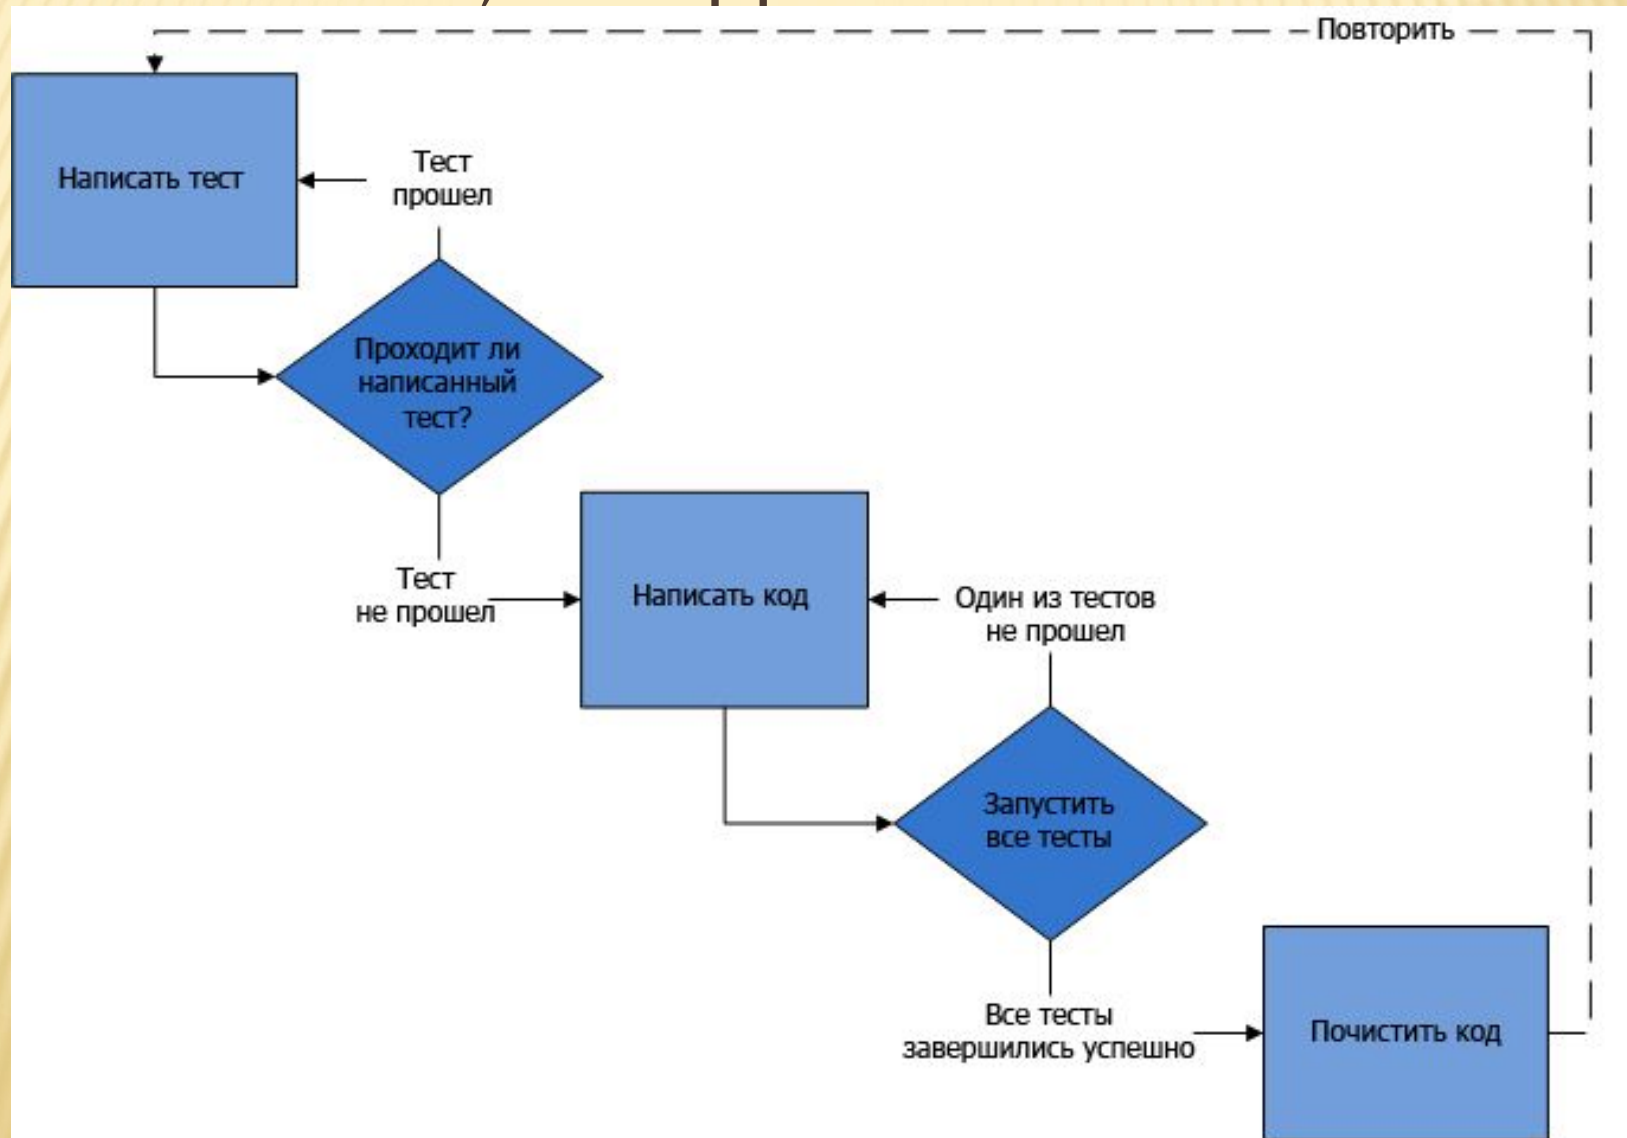 Повторить
Написать тест
Тест
прошел
Проходит ли
написанный
тест?
Тест
не прошел
Написать код
Один из тестов
не прошел
Запустить
все тесты
Все тесты
завершились успешно
Почистить код